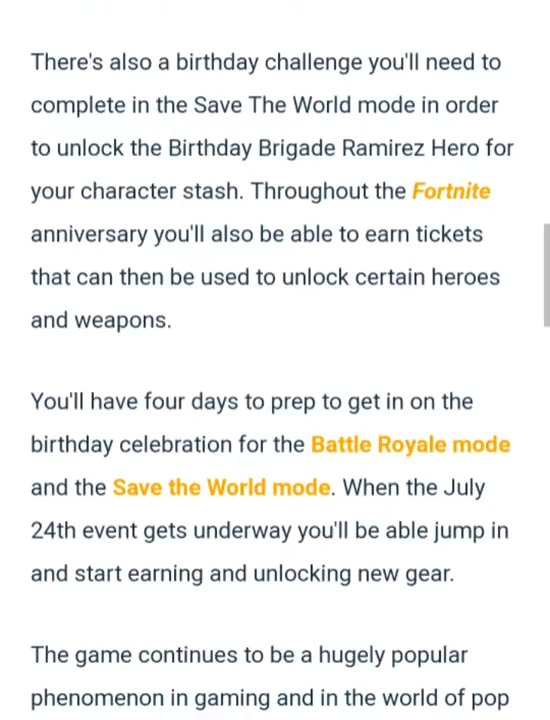 There's also a birthday challenge you'll need to
complete in the Save The World mode in order
to unlock the Birthday Brigade Ramirez Hero for
your character stash. Throughout the Fortnite
anniversary you'll also be able to earn tickets
that can then be used to unlock certain heroes
and weapons.
You'll have four days to prep to get in on the
birthday celebration for the Battle Royale mode
and the Save the World mode. When the July
24th event gets underway you'll be able jump in
and start earning and unlocking new gear.
The game continues to be a hugely popular
phenomenon in gaming and in the world of pop